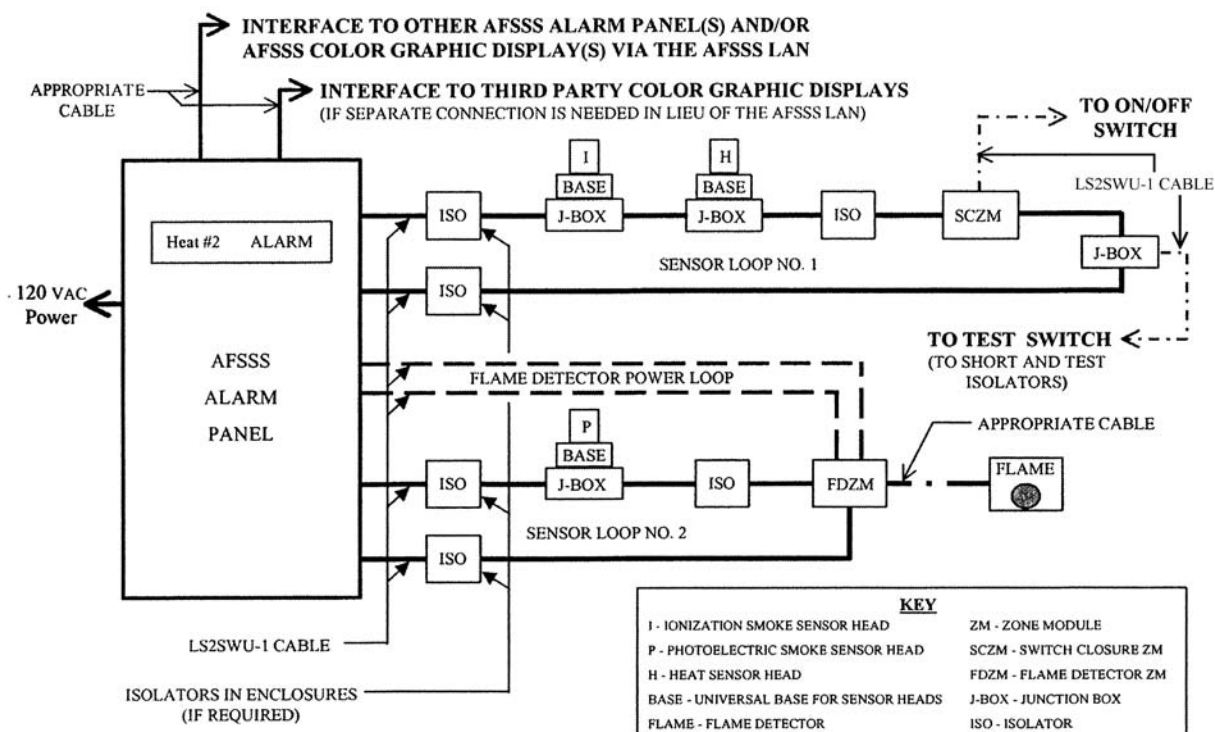 INTERFACE TO OTHER AFSSS ALARM PANEL(S) AND/OR
AFSSS COLOR GRAPHIC DISPLAY(S) VIA THE AFSSS LAN
APPROPRIATE
CABLE
INTERFACE TO THIRD PARTY COLOR GRAPHIC DISPLAYS
(IF SEPARATE CONNECTION IS NEEDED IN LIEU OF THE AFSSS LAN)
TO ON/OFF
SWITCH
LS2SWU-1 CABLE
I
BASE
J-BOX
H
BASE
J-BOX
ISO
ISO
SCZM
J-BOX
Heat #2 ALARM
SENSOR LOOP NO. 1
ISO
120 VAC
Power
TO TEST SWITCH
(TO SHORT AND TEST
ISOLATORS)
AFSSS
ALARM
PANEL
FLAME DETECTOR POWER LOOP
APPROPRIATE CABLE
P
BASE
J-BOX
ISO
ISO
FDZM
FLAME
SENSOR LOOP NO. 2
ISO
LS2SWU-1 CABLE
ISOLATORS IN ENCLOSURES
(IF REQUIRED)
KEY
I - IONIZATION SMOKE SENSOR HEAD
P - PHOTOELECTRIC SMOKE SENSOR HEAD
H - HEAT SENSOR HEAD
BASE - UNIVERSAL BASE FOR SENSOR HEADS
FLAME - FLAME DETECTOR
ZM - ZONE MODULE
SCZM - SWITCH CLOSURE ZM
FDZM - FLAME DETECTOR ZM
J-BOX - JUNCTION BOX
ISO - ISOLATOR